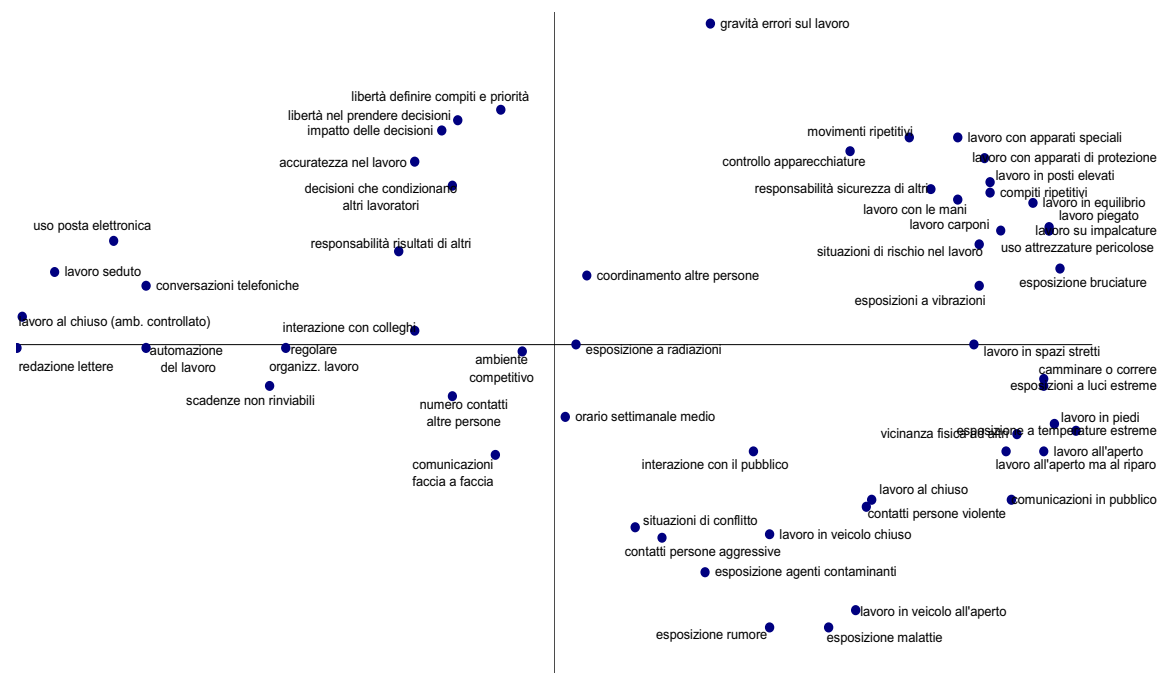 gravità errori sul lavoro
libertà definire compiti e priorità
libertà nel prendere decisioni
impatto delle decisioni
movimenti ripetitivi
lavoro con apparati speciali
accuratezza nel lavoro
controllo apparecchiature
lavoro con apparati di protezione
lavoro in posti elevati
decisioni che condizionano
altri lavoratori
responsabilità sicurezza di altri
compiti ripetitivi
lavoro in equilibrio
lavoro con le mani
lavoro piegato
uso posta elettronica
lavoro carponi
lavoro su impalcature
responsabilità risultati di altri
situazioni di rischio nel lavoro
uso attrezzature pericolose
lavoro seduto
coordinamento altre persone
conversazioni telefoniche
esposizione bruciature
esposizioni a vibrazioni
lavoro al chiuso (amb. controllato)
interazione con colleghi
automazione
del lavoro
regolare
organizz. lavoro
esposizione a radiazioni
lavoro in spazi stretti
redazione lettere
ambiente
competitivo
camminare o correre
esposizioni a luci estreme
scadenze non rinviabili
numero contatti
altre persone
orario settimanale medio
lavoro in piedi
vicinanza fisica ad altri
esposizione a temperature estreme
lavoro all'aperto
interazione con il pubblico
lavoro all'aperto ma al riparo
comunicazioni
faccia a faccia
lavoro al chiuso
comunicazioni in pubblico
contatti persone violente
situazioni di conflitto
lavoro in veicolo chiuso
contatti persone aggressive
esposizione agenti contaminanti
lavoro in veicolo all'aperto
esposizione rumore
esposizione malattie